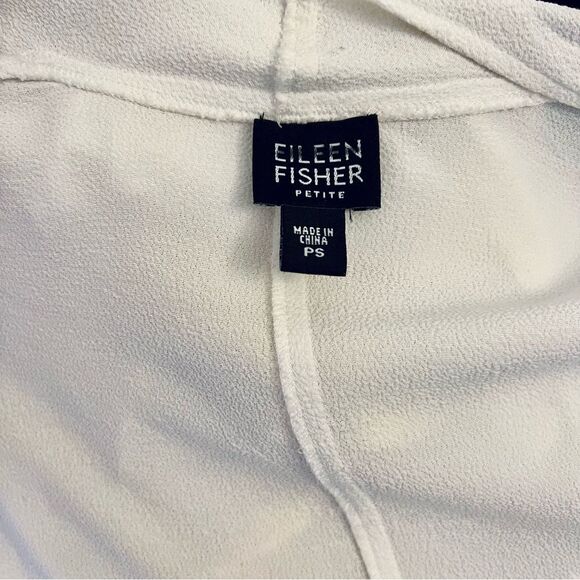 EILEEN
FISHER
PETITE
MADE IN
CHINA
PS